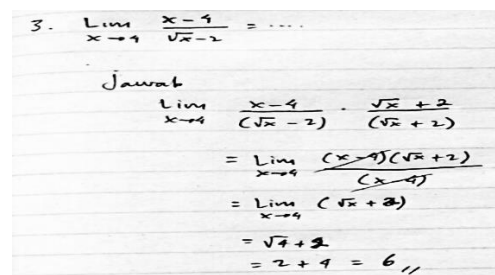 3. Lim x→4 x-4 / √x-2 = ....
Jawab
Lim x→4 x-4 / (√x - 2) . √x + 2 / (√x + 2)
= Lim x→4 (x-4)(√x+2) / (x-4)
= Lim x→4 (√x + 2)
= √4 + 2
= 2 + 4 = 6,,